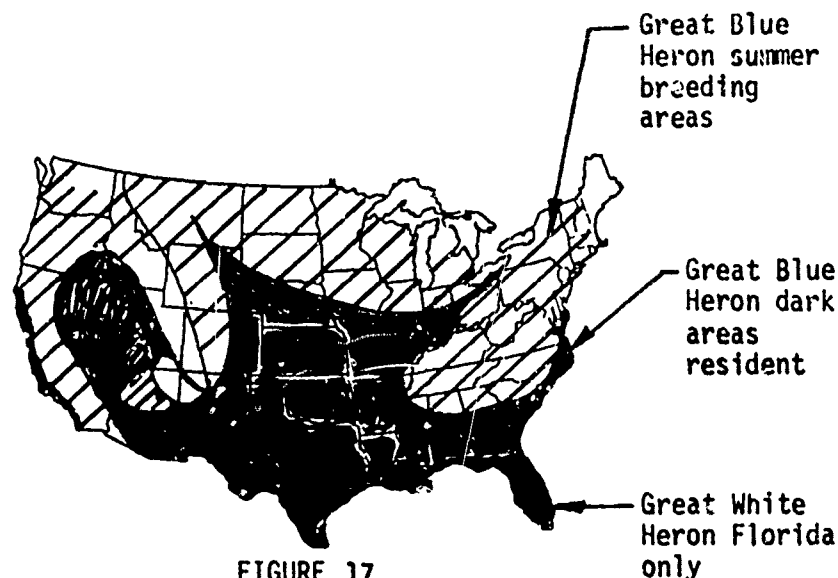 Great Blue
Heron summer
breeding
areas
Great Blue
Heron dark
areas
resident
Great White
Heron Florida
only
FIGURE 17